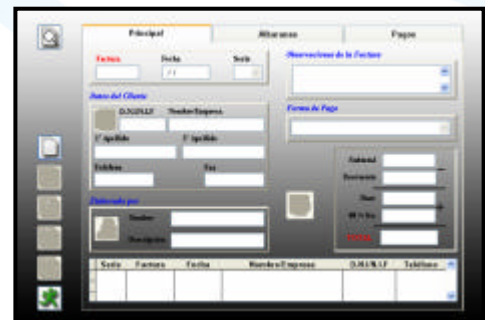 Principal Albaranes Pagos
Factura Fecha Serie
/ /
Observaciones de la Factura
Datos del Cliente
D.N.I/N.I.F Nombre/Empresa
1º Apellido 2º Apellido
Teléfono Fax
Forma de Pago
Elaborado por
Nombre
Descripción
Subtotal
Descuento
Base
Serie Factura Fecha Nombre/Empresa D.N.I/N.I.F Teléfono